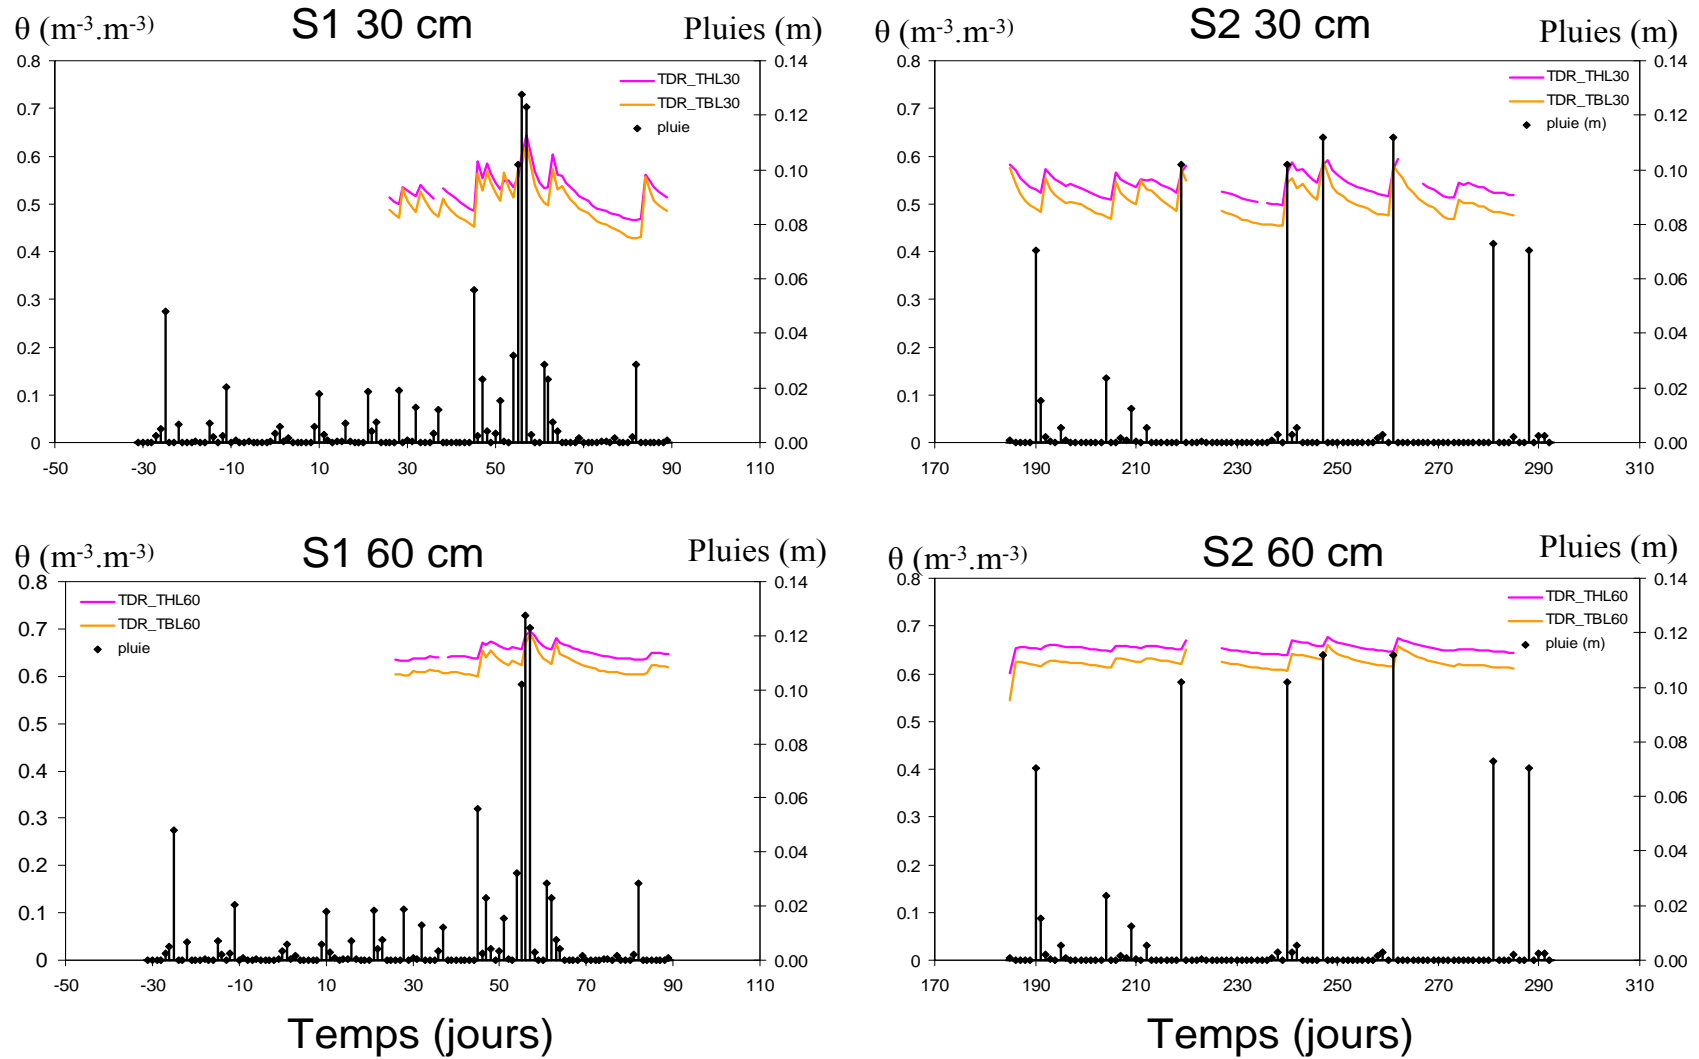 θ (m-3.m-3) S1 30 cm Pluies (m)
0.8 0.14
TDR_THL30
0.7 0.12
TDR_TBL30
pluie
0.6 0.10
0.5
0.08
0.4
0.06
0.3
0.04
0.2
0.1 0.02
0 0.00
-50 -30 -10 10 30 50 70 90 110
θ (m-3.m-3) S2 30 cm Pluies (m)
0.8 0.14
TDR_THL30
0.7 0.12
TDR_TBL30
pluie (m)
0.6 0.10
0.5
0.08
0.4
0.06
0.3
0.04
0.2
0.1 0.02
0 0.00
170 190 210 230 250 270 290 310
θ (m-3.m-3) S1 60 cm Pluies (m)
0.8 0.14
TDR_THL60
0.7 0.12
TDR_TBL60
pluie
0.6 0.10
0.5
0.08
0.4
0.06
0.3
0.04
0.2
0.1 0.02
0 0.00
-50 -30 -10 10 30 50 70 90 110
Temps (jours)
θ (m-3.m-3) S2 60 cm Pluies (m)
0.8 0.14
TDR_THL60
0.7 0.12
TDR_TBL60
pluie (m)
0.6 0.10
0.5
0.08
0.4
0.06
0.3
0.04
0.2
0.1 0.02
0 0.00
170 190 210 230 250 270 290 310
Temps (jours)